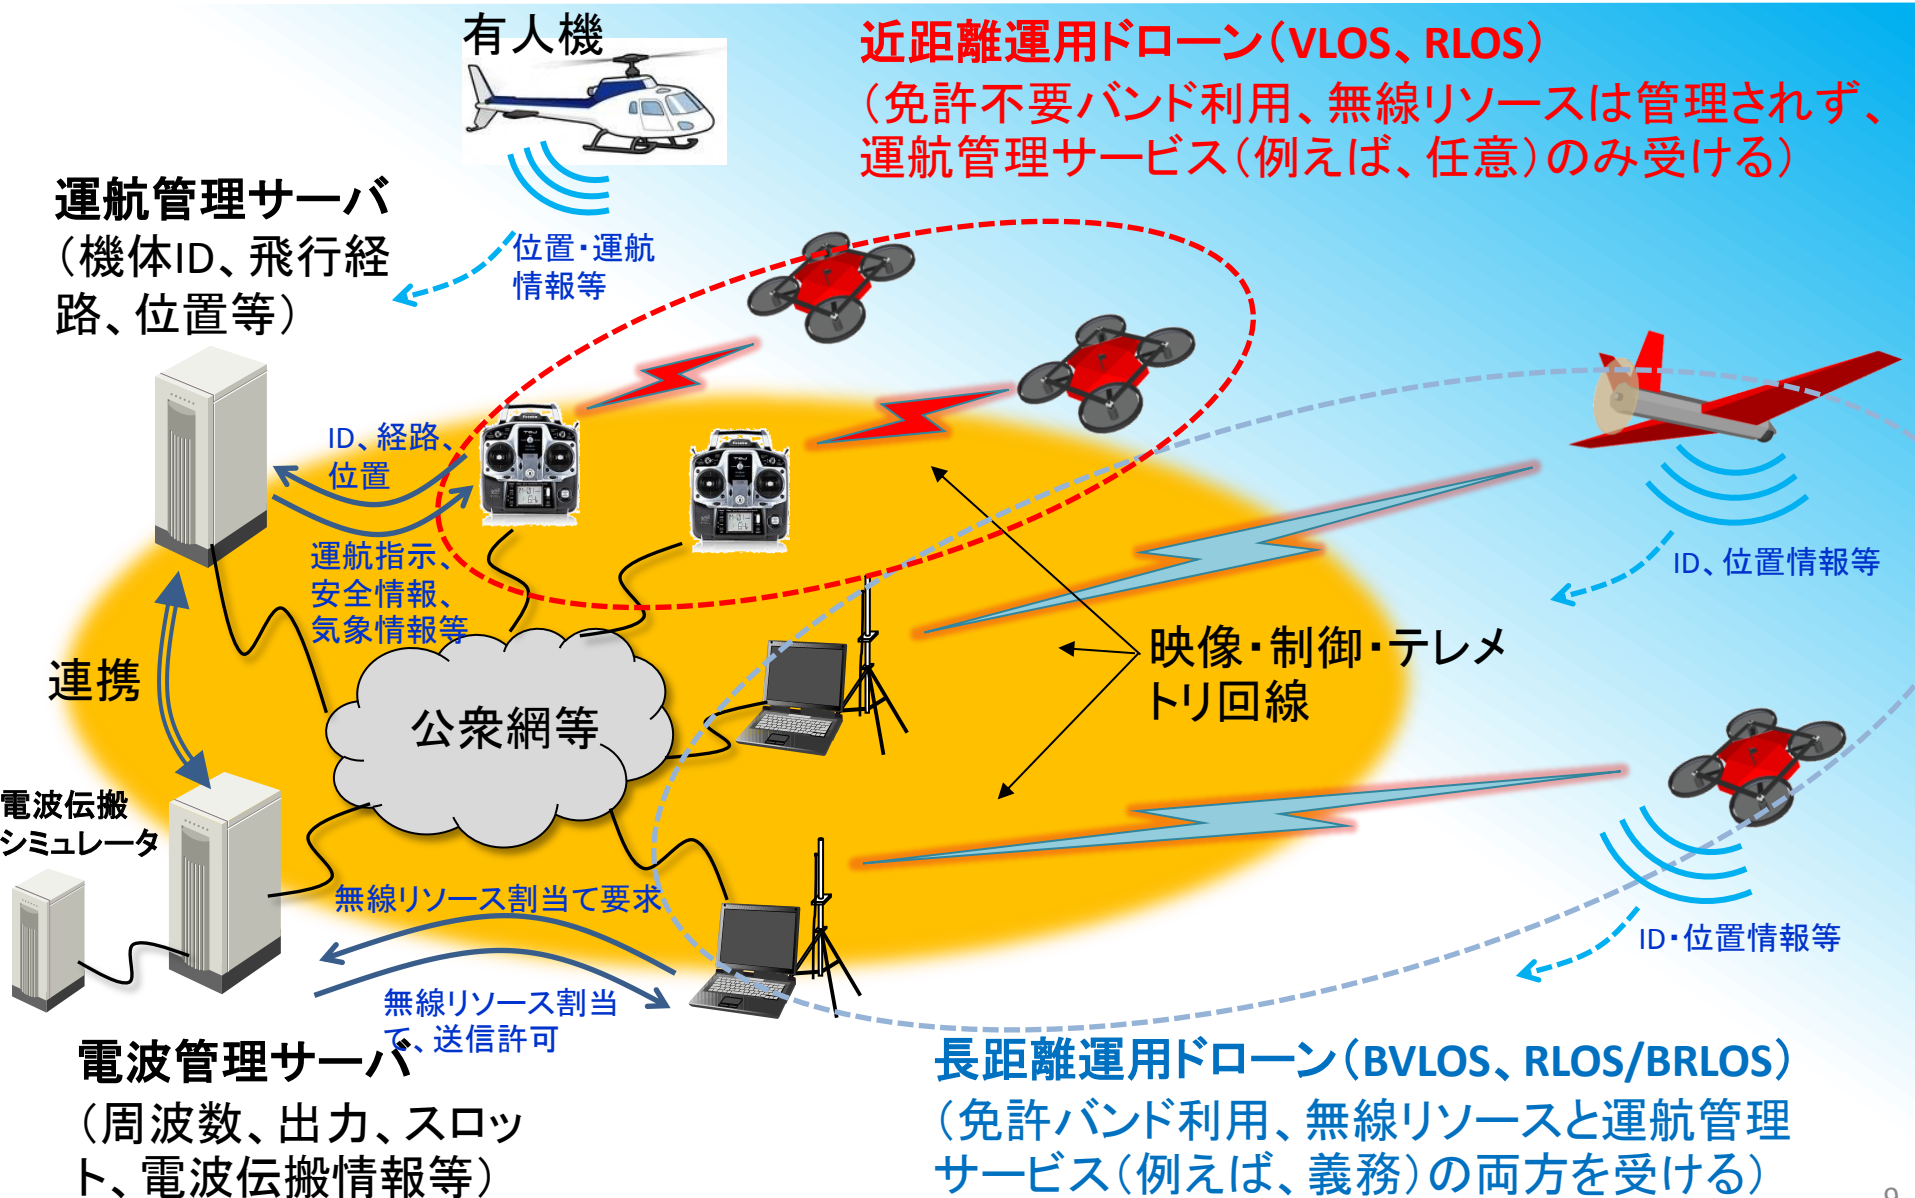 有人機
近距離運用ドローン（VLOS、RLOS）
（免許不要バンド利用、無線リソースは管理されず、
運航管理サービス（例えば、任意）のみ受ける）
運航管理サーバ
（機体ID、飛行経
路、位置等）
位置・運航
情報等
ID、経路、
位置
運航指示、
安全情報、
気象情報等
ID、位置情報等
連携
公衆網等
映像・制御・テレメ
トリ回線
電波伝搬
シミュレータ
無線リソース割当て要求
ID・位置情報等
無線リソース割当
て、送信許可
電波管理サーバ
（周波数、出力、スロッ
ト、電波伝搬情報等）
長距離運用ドローン（BVLOS、RLOS/BRLOS）
（免許バンド利用、無線リソースと運航管理
サービス（例えば、義務）の両方を受ける）
9